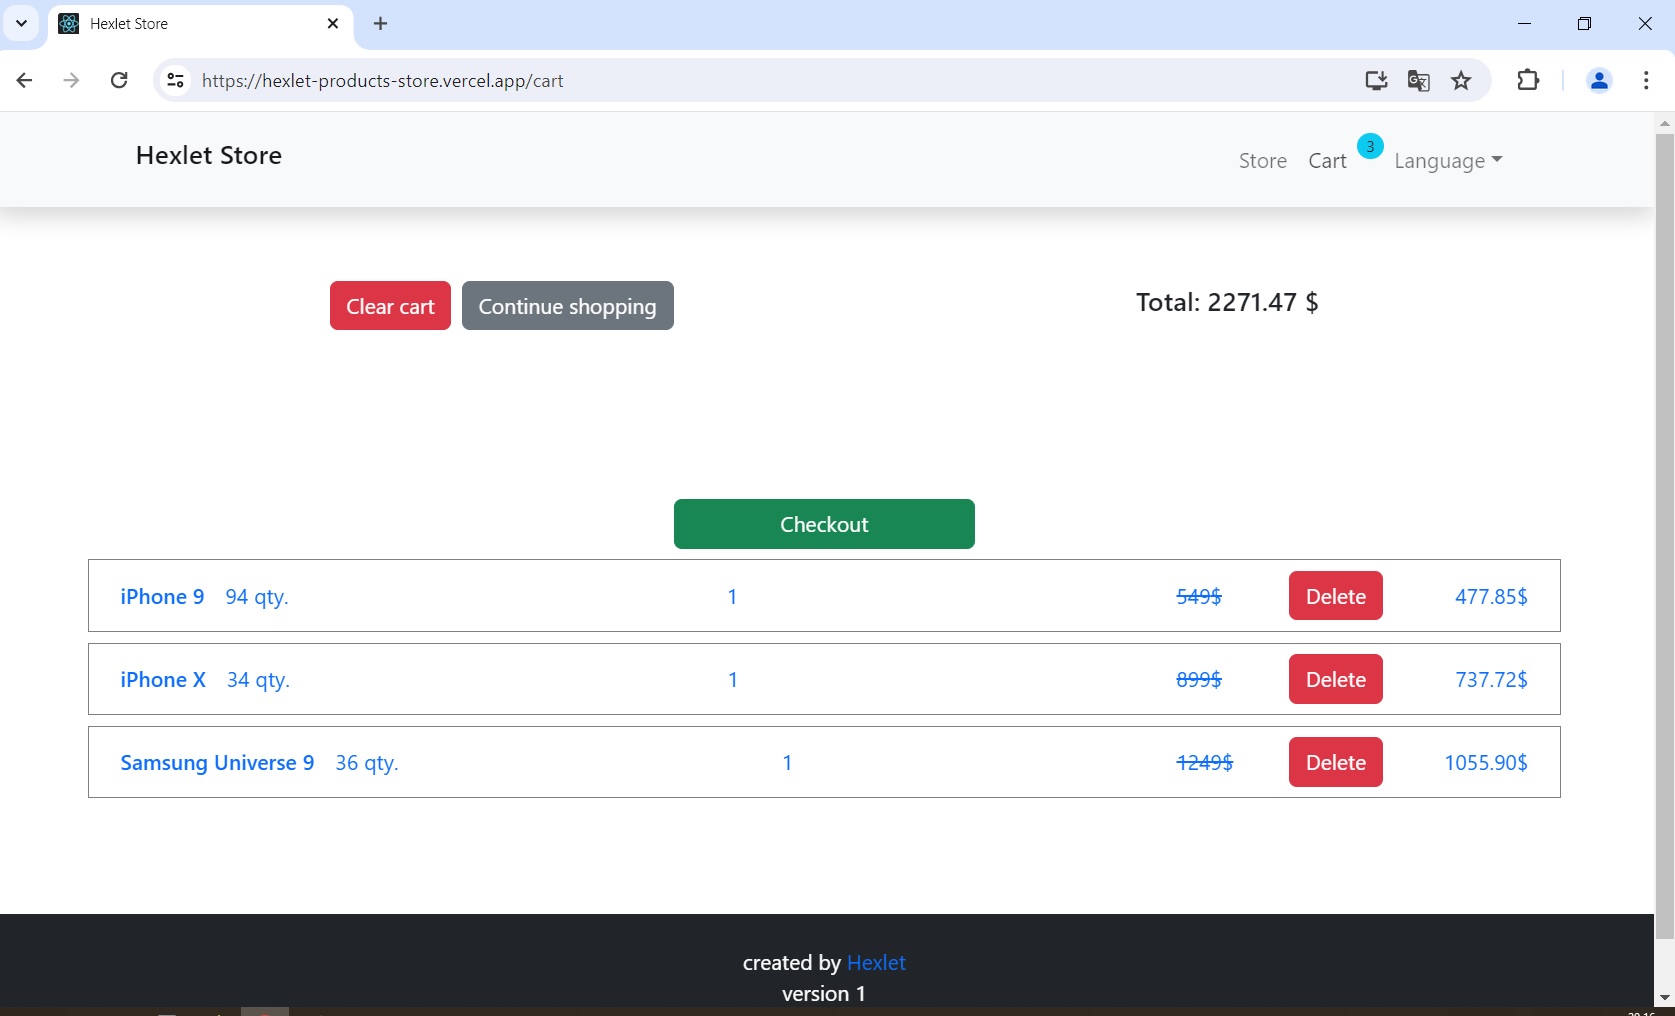 Hexlet Store
https://hexlet-products-store.vercel.app/cart
Hexlet Store
Store Cart 3 Language
Clear cart Continue shopping Total: 2271.47 $
Checkout
iPhone 9 94 qty. 1 549$ Delete 477.85$
iPhone X 34 qty. 1 899$ Delete 737.72$
Samsung Universe 9 36 qty. 1 1249$ Delete 1055.90$
created by Hexlet
version 1